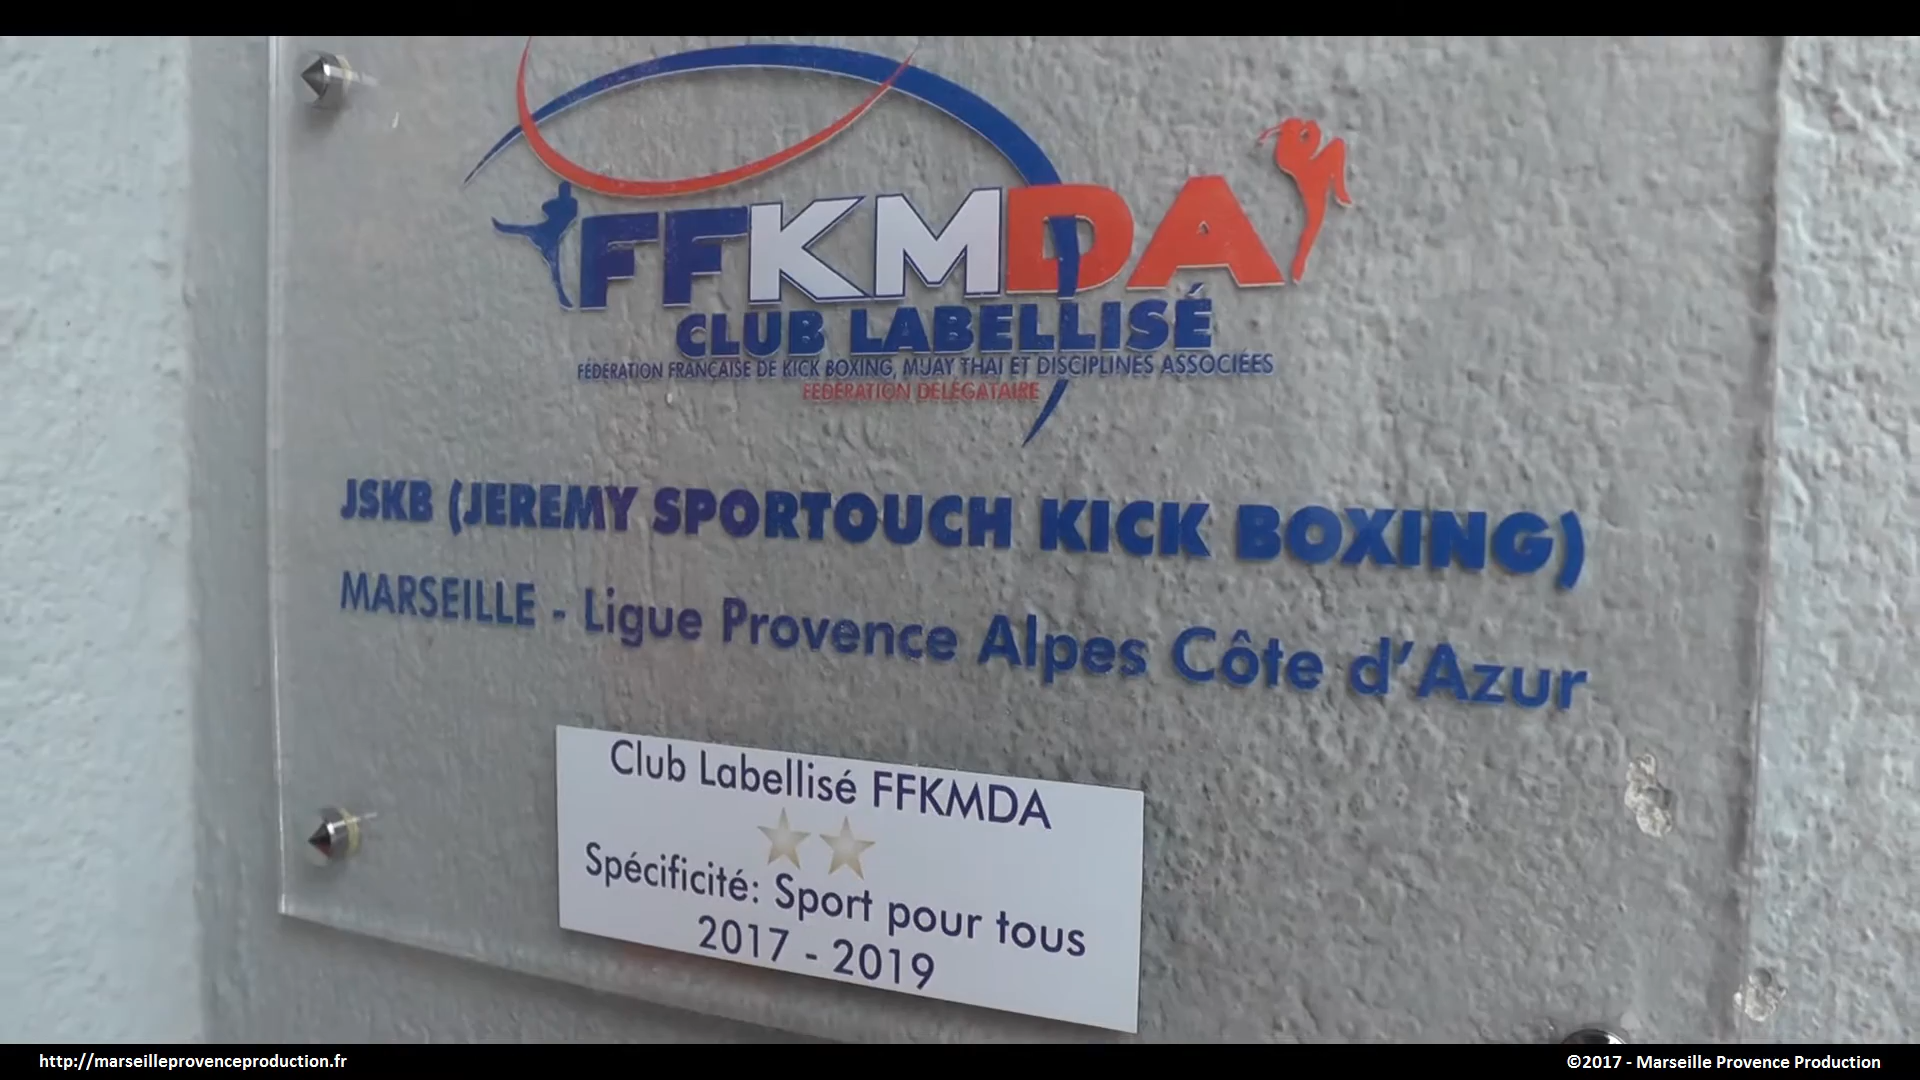 FFKMDA
CLUB LABELLISÉ
FÉDÉRATION FRANÇAISE DE KICK BOXING, MUAY THAI ET DISCIPLINES ASSOCIÉES
FÉDÉRATION DÉLÉGATAIRE
JSKB (JEREMY SPORTOUCH KICK BOXING)
MARSEILLE - Ligue Provence Alpes Côte d'Azur
Club Labellisé FFKMDA
Spécificité: Sport pour tous
2017 - 2019
http://marseilleprovenceproduction.fr
©2017 - Marseille Provence Production